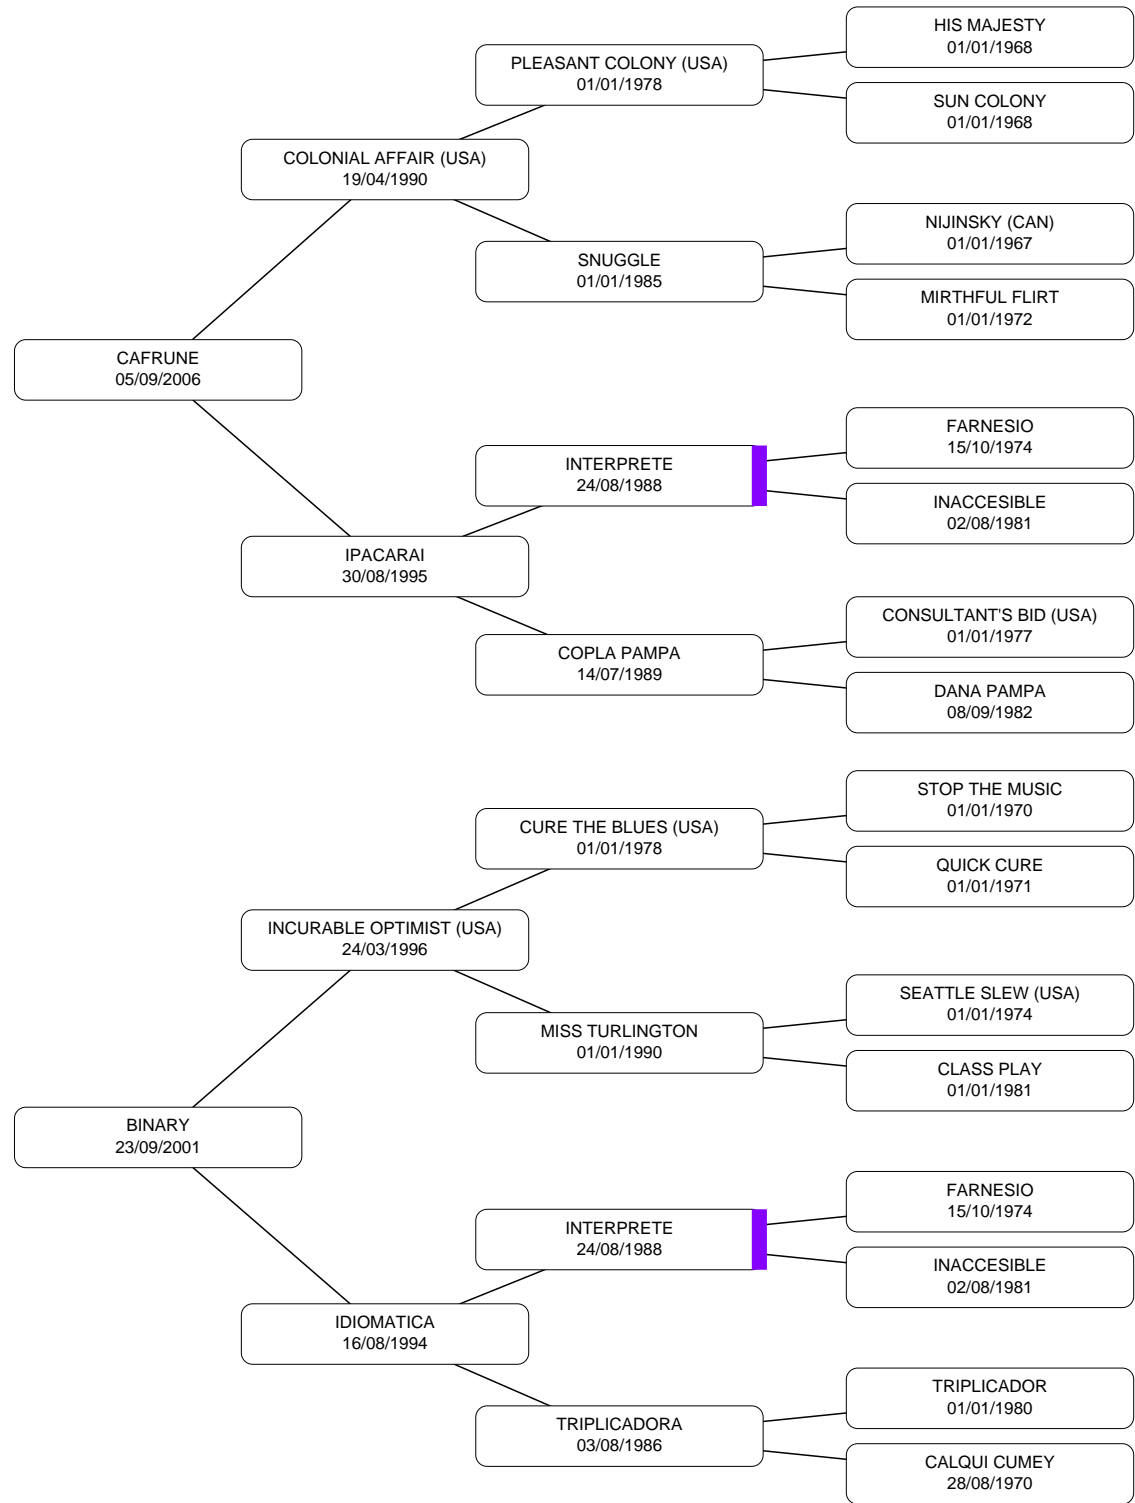 HIS MAJESTY
01/01/1968
PLEASANT COLONY (USA)
01/01/1978
SUN COLONY
01/01/1968
COLONIAL AFFAIR (USA)
19/04/1990
NIJINSKY (CAN)
01/01/1967
SNUGGLE
01/01/1985
MIRTHFUL FLIRT
01/01/1972
CAFRUNE
05/09/2006
FARNESIO
15/10/1974
INTERPRETE
24/08/1988
INACCESIBLE
02/08/1981
IPACARAI
30/08/1995
CONSULTANT'S BID (USA)
01/01/1977
COPLA PAMPA
14/07/1989
DANA PAMPA
08/09/1982
STOP THE MUSIC
01/01/1970
CURE THE BLUES (USA)
01/01/1978
QUICK CURE
01/01/1971
INCURABLE OPTIMIST (USA)
24/03/1996
SEATTLE SLEW (USA)
01/01/1974
MISS TURLINGTON
01/01/1990
CLASS PLAY
01/01/1981
BINARY
23/09/2001
FARNESIO
15/10/1974
INTERPRETE
24/08/1988
INACCESIBLE
02/08/1981
IDIOMATICA
16/08/1994
TRIPLICADOR
01/01/1980
TRIPLICADORA
03/08/1986
CALQUI CUMEY
28/08/1970